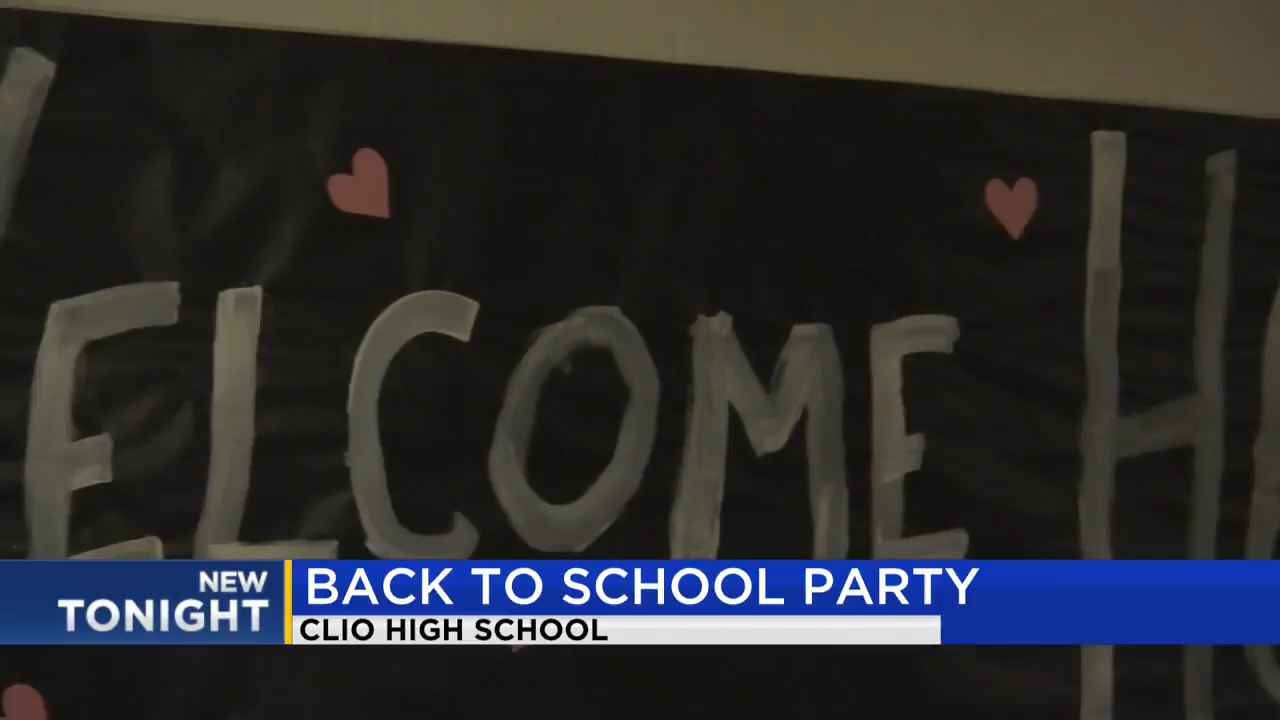 ELCOME H
NEW
TONIGHT
BACK TO SCHOOL PARTY
CLIO HIGH SCHOOL